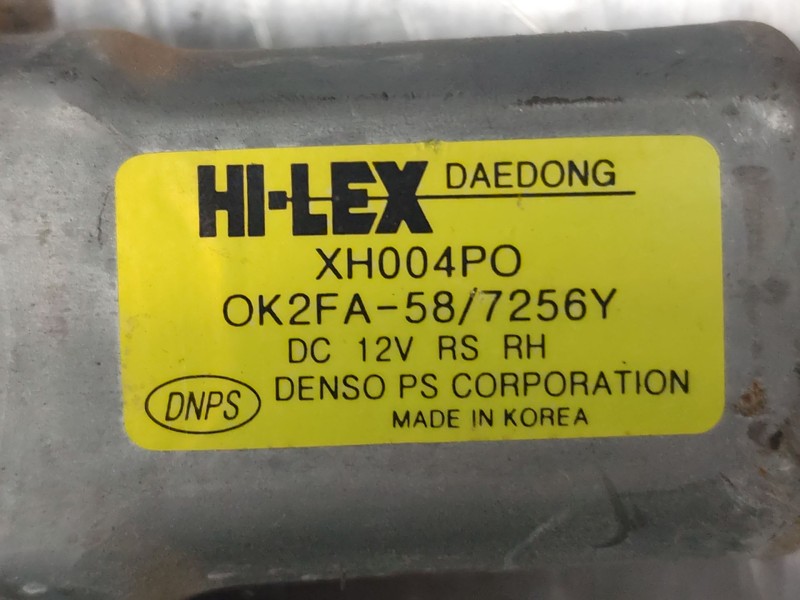 HI-LEX DAEDONG
XH004PO
OK2FA-58/7256Y
DC 12V RS RH
DNPS DENSO PS CORPORATION
MADE IN KOREA